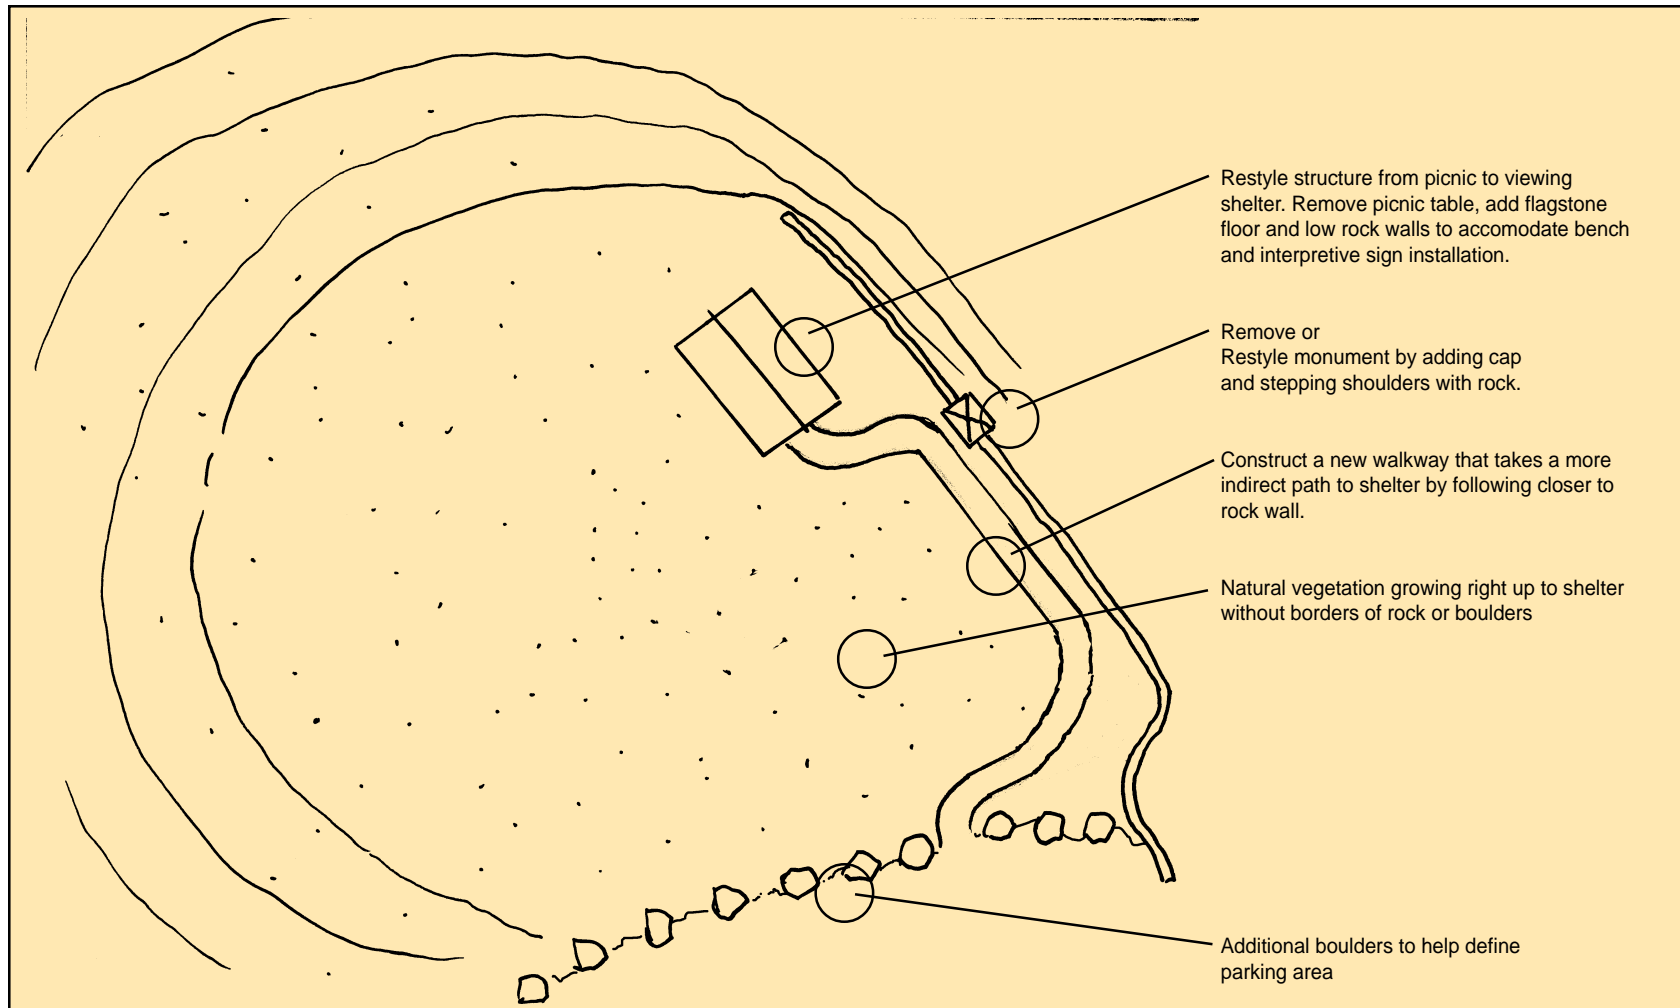 Restyle structure from picnic to viewing
shelter. Remove picnic table, add flagstone
floor and low rock walls to accomodate bench
and interpretive sign installation.
Remove or
Restyle monument by adding cap
and stepping shoulders with rock.
Construct a new walkway that takes a more
indirect path to shelter by following closer to
rock wall.
Natural vegetation growing right up to shelter
without borders of rock or boulders
Additional boulders to help define
parking area